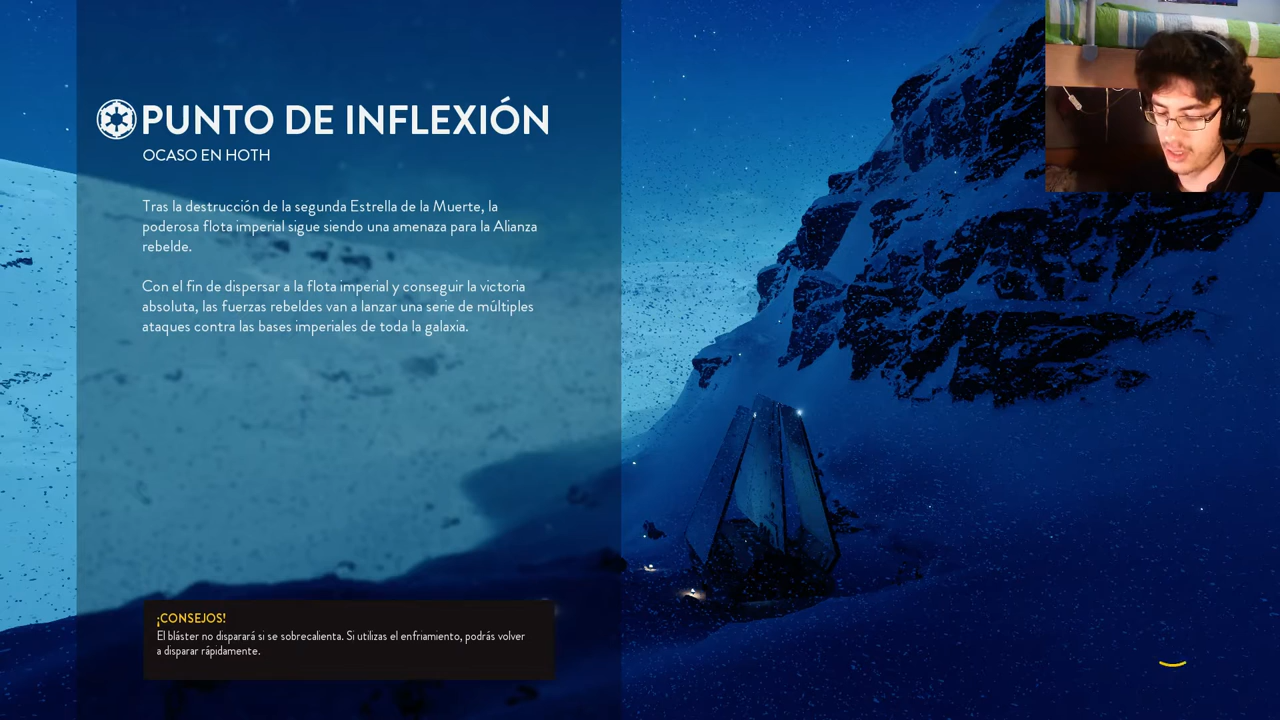 PUNTO DE INFLEXIÓN
OCASO EN HOTH
Tras la destrucción de la segunda Estrella de la Muerte, la
poderosa flota imperial sigue siendo una amenaza para la Alianza
rebelde.
Con el fin de dispersar a la flota imperial y conseguir la victoria
absoluta, las fuerzas rebeldes van a lanzar una serie de múltiples
ataques contra las bases imperiales de toda la galaxia.
¡CONSEJOS!
El bláster no disparará si se sobrecalienta. Si utilizas el enfriamiento, podrás volver
a disparar rápidamente.